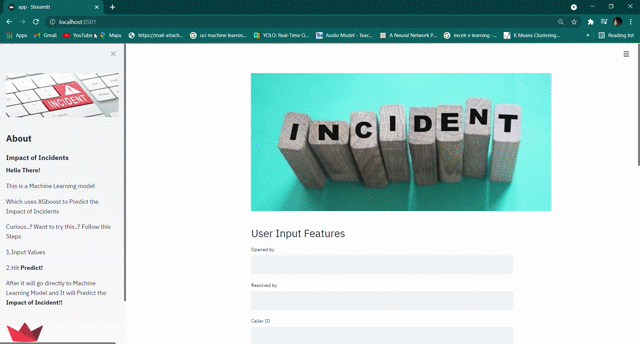 app · Streamlit
localhost:8501
Apps
Gmail
YouTube
Maps
https://mail-attach...
uci machine learnin...
YOLO: Real-Time O...
Audio Model - Teac...
A Neural Network P...
excelr e-learning -...
K Means Clustering...
»
Reading list
INCIDENT
About
Impact of Incidents
Hello There!
This is a Machine Learning model
Which uses XGboost to Predict the
Impact of Incidents
Curious..? Want to try this..? Follow this
Steps
1.Input Values
2.Hit Predict!
After it will go directly to Machine
Learning Model and It will Predict the
Impact of Incident!!
INCIDENT
User Input Features
Opened by
Resolved by
Caller ID